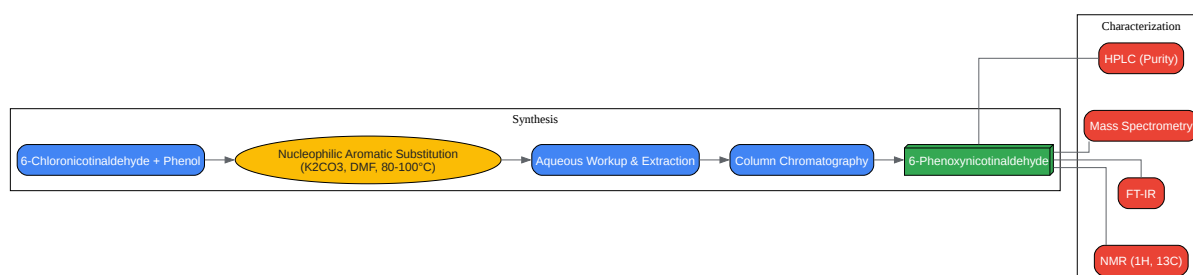 Characterization
HPLC (Purity)
Synthesis
6-Chloronicotinaldehyde + Phenol
Nucleophilic Aromatic Substitution
(K2CO3, DMF, 80-100°C)
Aqueous Workup & Extraction
Column Chromatography
6-Phenoxynicotinaldehyde
Mass Spectrometry
FT-IR
NMR (1H, 13C)